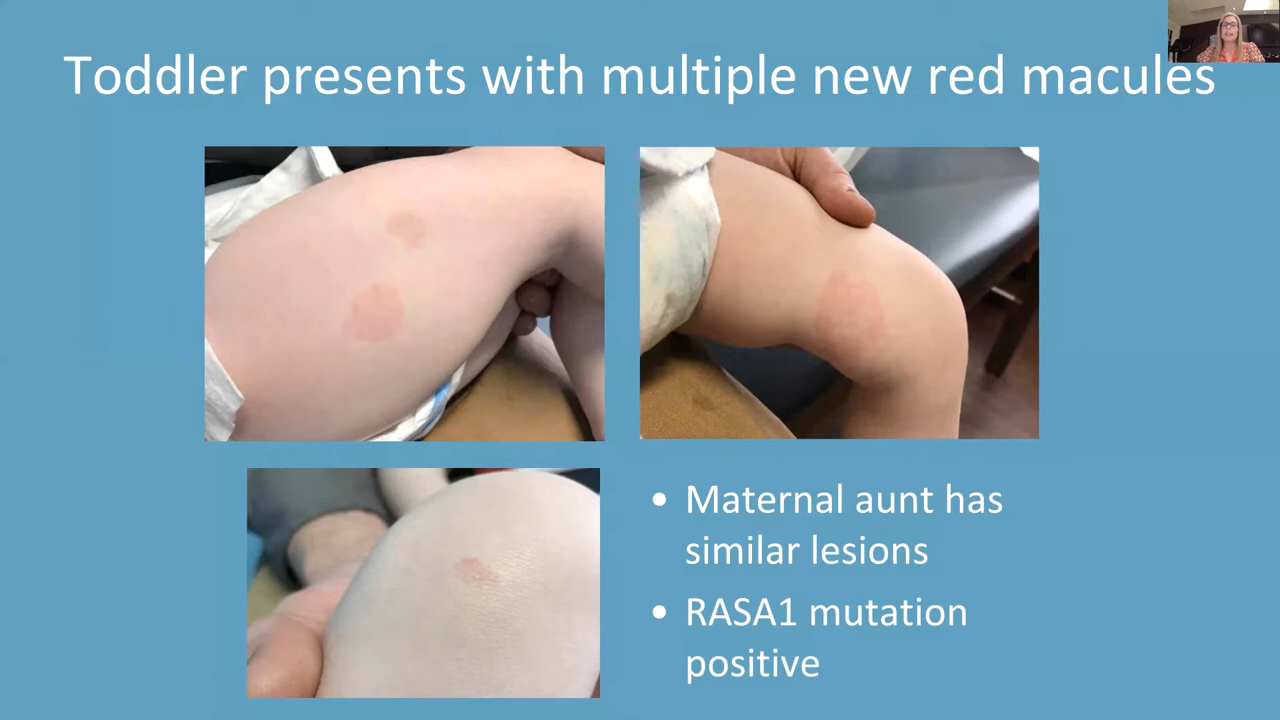 Toddler presents with multiple new red macules
• Maternal aunt has
similar lesions
• RASA1 mutation
positive